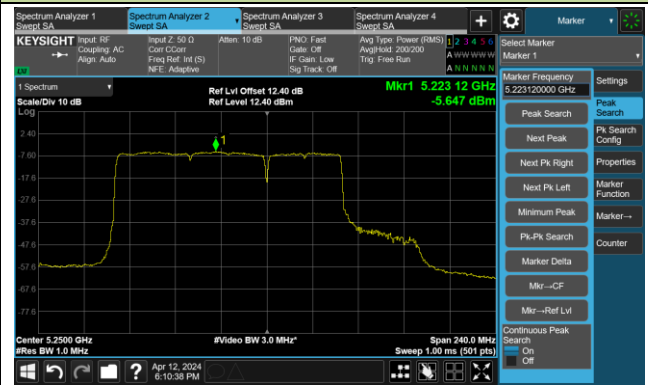 Spectrum Analyzer 1
Swept SA
Spectrum Analyzer 2
Swept SA
Spectrum Analyzer 3
Swept SA
Spectrum Analyzer 4
Swept SA
+
Marker
KEYSIGHT
Input: RF
Coupling: AC
Align: Auto
Input Z: 50 Ω
Corr CCorr
Freq Ref: Int (S)
NFE: Adaptive
Atten: 10 dB
PNO: Fast
Gate: Off
IF Gain: Low
Sig Track: Off
Avg Type: Power (RMS)
Avg|Hold: 200/200
Trig: Free Run
1 2 3 4 5 6
A W W W W W
A N N N N N
Select Marker
Marker 1
1 Spectrum
Scale/Div 10 dB
Log
Ref Lvl Offset 12.40 dB
Ref Level 12.40 dBm
Mkr1 5.223 12 GHz
-5.647 dBm
2.40
-7.60
-17.6
-27.6
-37.6
-47.6
-57.6
-67.6
-77.6
1
Center 5.2500 GHz
#Res BW 1.0 MHz
#Video BW 3.0 MHz*
Span 240.0 MHz
Sweep 1.00 ms (501 pts)
Marker Frequency
5.223120000 GHz
Peak Search
Next Peak
Next Pk Right
Next Pk Left
Minimum Peak
Pk-Pk Search
Marker Delta
Mkr→CF
Mkr→Ref Lvl
Continuous Peak
Search
On
Off
Settings
Peak
Search
Pk Search
Config
Properties
Marker
Function
Marker→
Counter
?
Apr 12, 2024
6:10:38 PM